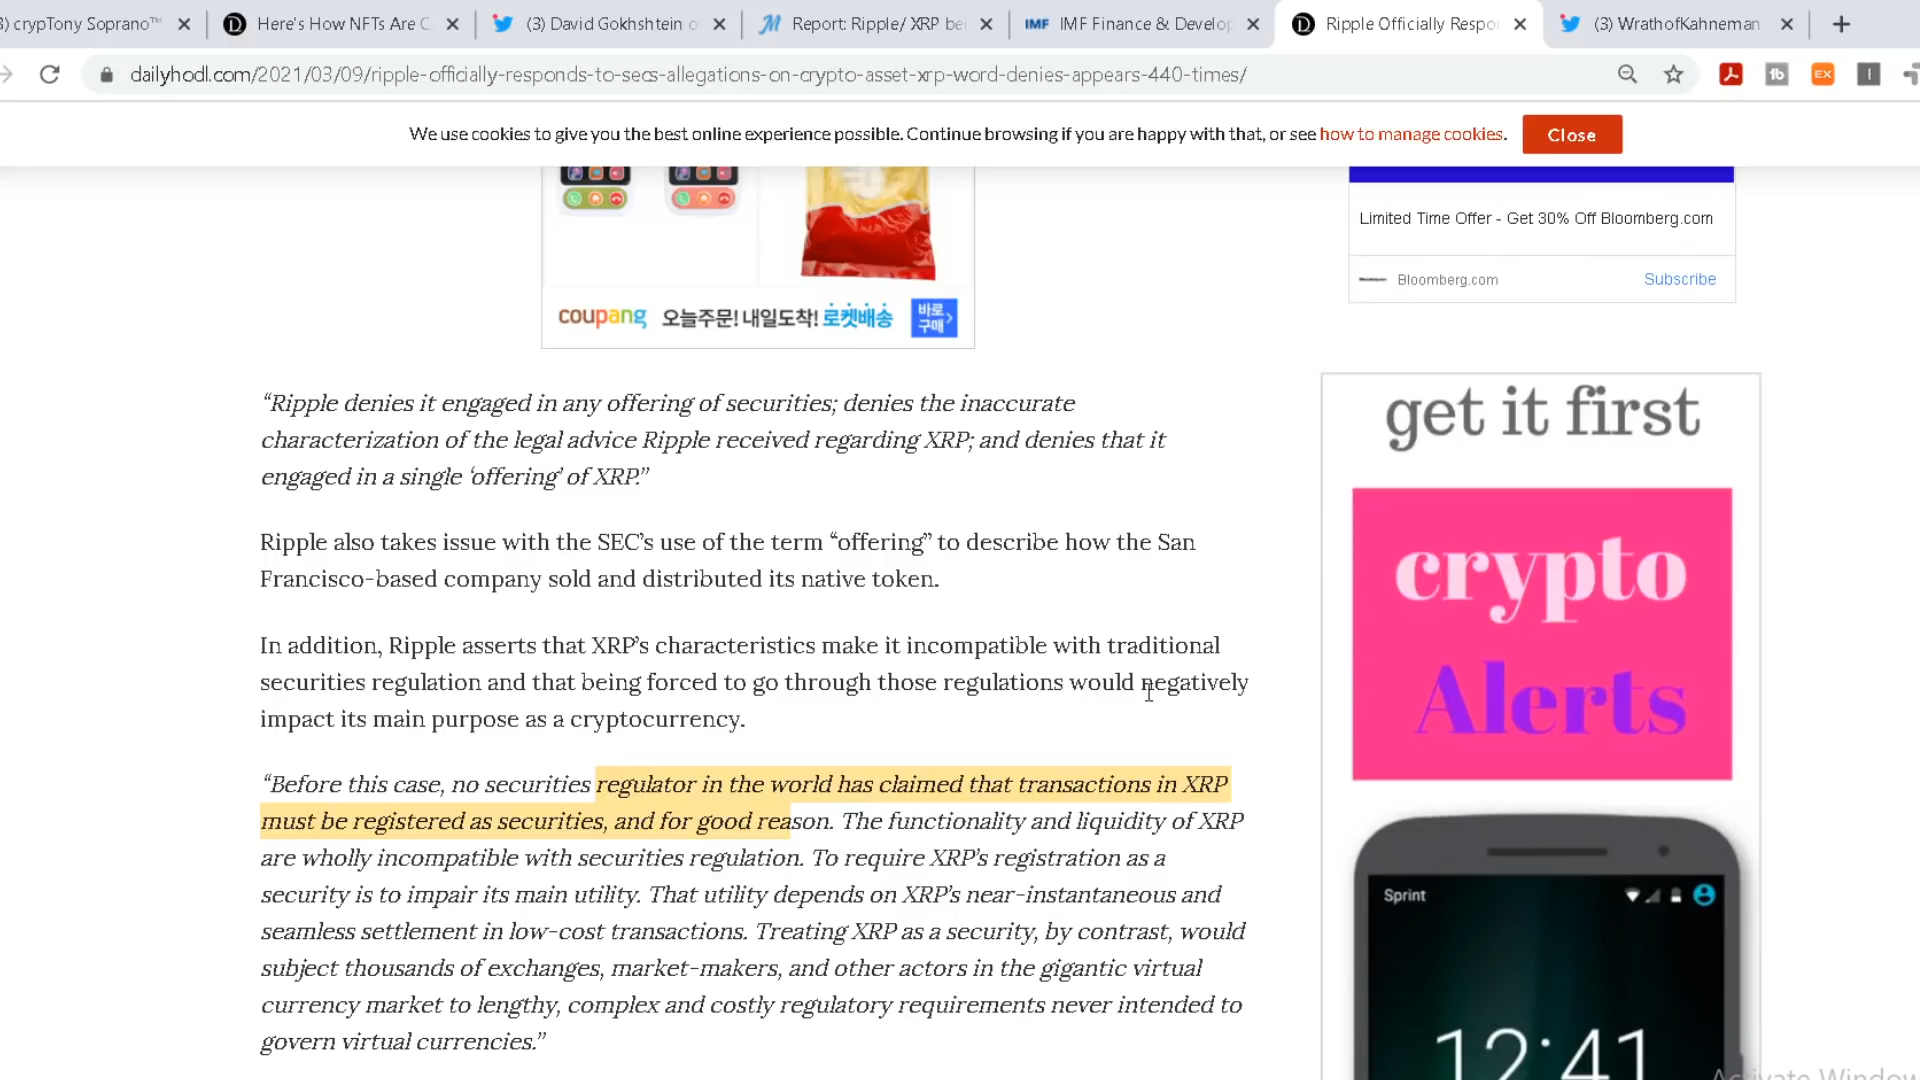 3) crypTony Soprano™
Here's How NFTs Are C
(3) David Gokhshtein o
Report: Ripple/ XRP be
IMF IMF Finance & Develop
Ripple Officially Respon
(3) WrathofKahneman
dailyhodl.com/2021/03/09/ripple-officially-responds-to-secs-allegations-on-crypto-asset-xrp-word-denies-appears-440-times/
We use cookies to give you the best online experience possible. Continue browsing if you are happy with that, or see how to manage cookies.
Close
coupang 오늘주문! 내일도착! 로켓배송
바로
구매
Limited Time Offer - Get 30% Off Bloomberg.com
Bloomberg.com
Subscribe
“Ripple denies it engaged in any offering of securities; denies the inaccurate
characterization of the legal advice Ripple received regarding XRP; and denies that it
engaged in a single ‘offering’ of XRP.”
Ripple also takes issue with the SEC’s use of the term “offering” to describe how the San
Francisco-based company sold and distributed its native token.
In addition, Ripple asserts that XRP’s characteristics make it incompatible with traditional
securities regulation and that being forced to go through those regulations would negatively
impact its main purpose as a cryptocurrency.
“Before this case, no securities regulator in the world has claimed that transactions in XRP
must be registered as securities, and for good reason. The functionality and liquidity of XRP
are wholly incompatible with securities regulation. To require XRP’s registration as a
security is to impair its main utility. That utility depends on XRP’s near-instantaneous and
seamless settlement in low-cost transactions. Treating XRP as a security, by contrast, would
subject thousands of exchanges, market-makers, and other actors in the gigantic virtual
currency market to lengthy, complex and costly regulatory requirements never intended to
govern virtual currencies.”
get it first
crypto
Alerts
Sprint
12:41
Activate Window